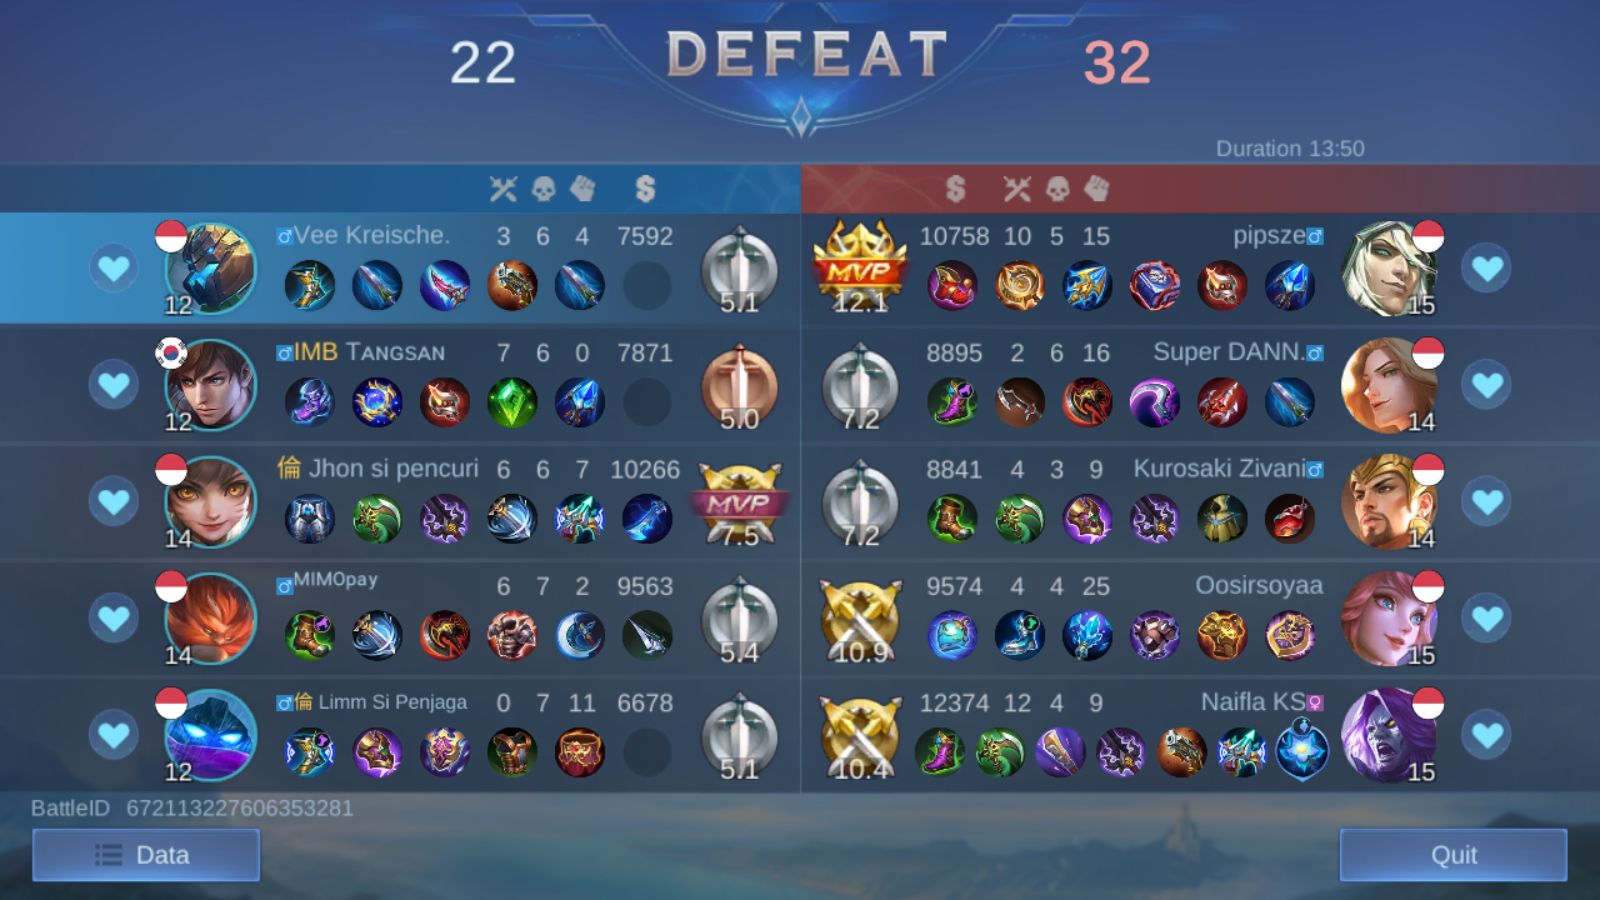 22 DEFEAT 32
Duration 13:50
Vee Kreische. 3 6 4 7592
12 5.1
MVP 10758 10 5 15 pipsze
12.1 15
IMB TANGSAN 7 6 0 7871
12 5.0
8895 2 6 16 Super DANN.
7.2 14
倫 Jhon si pencuri 6 6 7 10266 MVP
14 7.5
8841 4 3 9 Kurosaki Zivani
7.2 14
MIMOpay 6 7 2 9563
14 5.4
9574 4 4 25 Oosirsoyaa
10.9 15
倫 Limm Si Penjaga 0 7 11 6678
12 5.1
12374 12 4 9 Naifla KS
10.4 15
BattleID 672113227606353281
Data
Quit